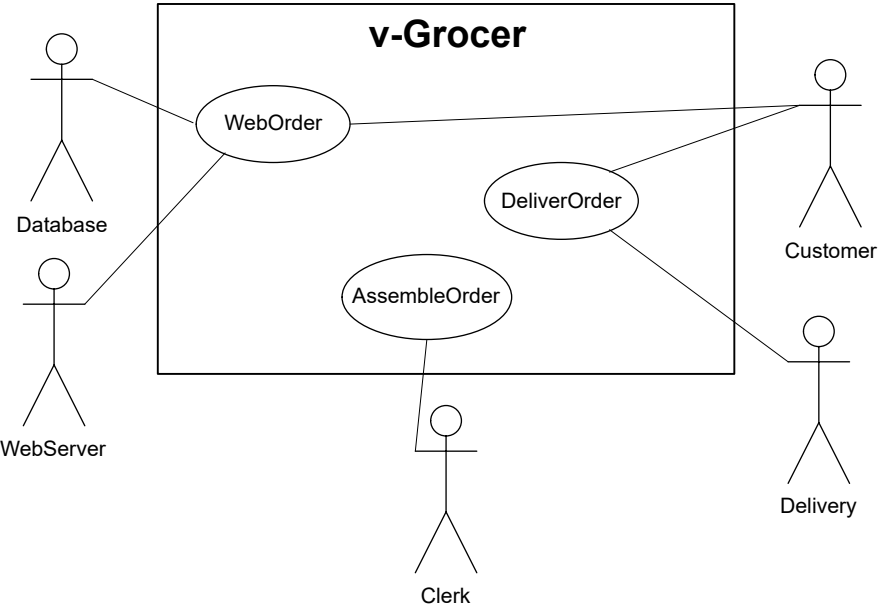 v-Grocer
WebOrder
DeliverOrder
Database
Customer
AssembleOrder
WebServer
Delivery
Clerk